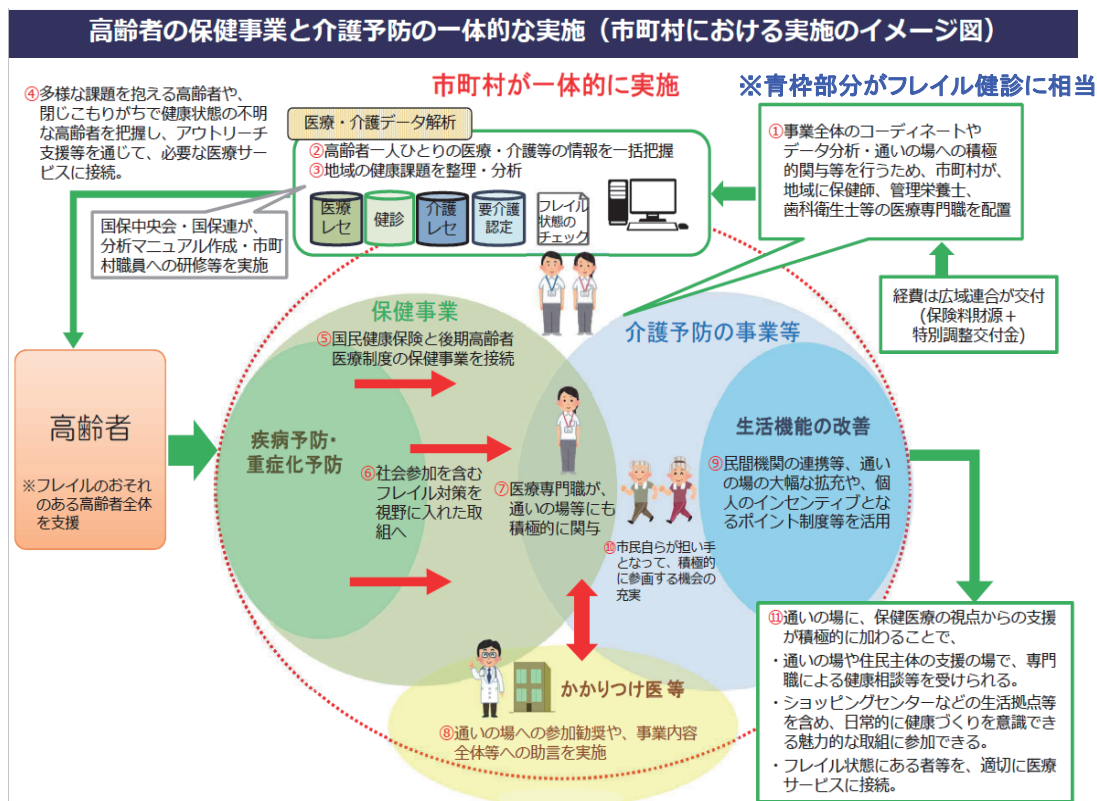 高齢者の保健事業と介護予防の一体的な実施（市町村における実施のイメージ図）
市町村が一体的に実施
※青枠部分がフレイル健診に相当
④多様な課題を抱える高齢者や、
閉じこもりがちで健康状態の不明
な高齢者を把握し、アウトリーチ
支援等を通じて、必要な医療サー
ビスに接続。
医療・介護データ解析
②高齢者一人ひとりの医療・介護等の情報を一括把握
③地域の健康課題を整理・分析
医療
レセ
健診
介護
レセ
要介護
認定
フレイル
状態の
チェック
①事業全体のコーディネートや
データ分析・通いの場への積極
的関与等を行うため、市町村が、
地域に保健師、管理栄養士、
歯科衛生士等の医療専門職を配置
国保中央会・国保連が、
分析マニュアル作成・市町
村職員への研修等を実施
経費は広域連合が交付
(保険料財源＋
特別調整交付金)
保健事業
⑤国民健康保険と後期高齢者
医療制度の保健事業を接続
介護予防の事業等
高齢者
※フレイルのおそれ
のある高齢者全体
を支援
疾病予防・
重症化予防
⑥社会参加を含む
フレイル対策を
視野に入れた取
組へ
⑦医療専門職が、
通いの場等にも
積極的に関与
生活機能の改善
⑨民間機関の連携等、通い
の場の大幅な拡充や、個
人のインセンティブとな
るポイント制度等を活用
⑩市民自らが担い手
となって、積極的
に参画する機会の
充実
かかりつけ医 等
⑧通いの場への参加勧奨や、事業内容
全体等への助言を実施
⑪通いの場に、保健医療の視点からの支援
が積極的に加わることで、
・通いの場や住民主体の支援の場で、専門
職による健康相談等を受けられる。
・ショッピングセンターなどの生活拠点等
を含め、日常的に健康づくりを意識でき
る魅力的な取組に参加できる。
・フレイル状態にある者等を、適切に医療
サービスに接続。